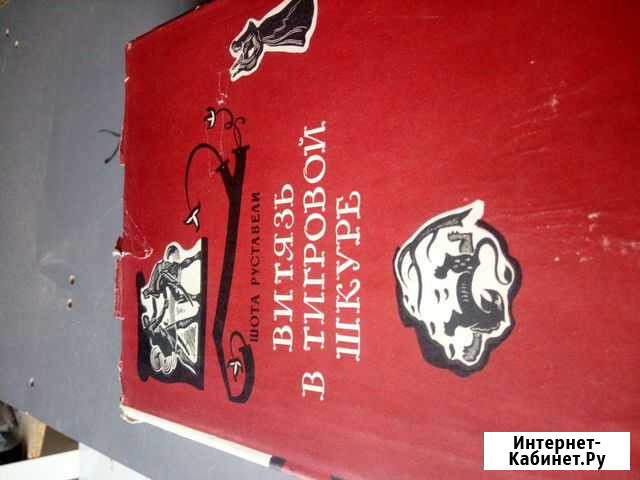 ШОТА РУСТАВЕЛИ
ВИТЯЗЬ
В ТИГРОВОЙ
ШКУРЕ
Интернет-
Кабинет.Ру